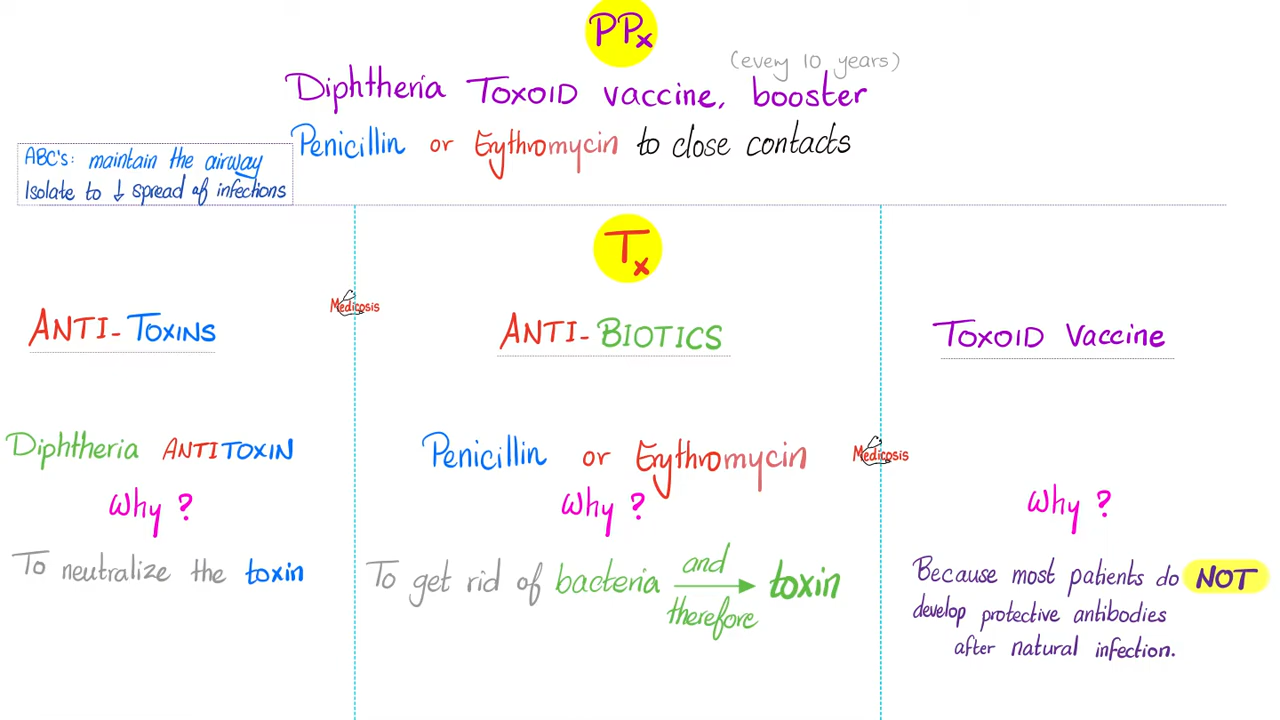 PPx
(every 10 years)
Diphtheria TOXOID vaccine, booster
Penicillin or Erythromycin to close contacts
ABC's: maintain the airway
Isolate to ↓ spread of infections
Tx
Medicosis
ANTI-TOXINS
ANTI-BIOTICS
TOXOID Vaccine
Diphtheria ANTITOXIN
Why?
To neutralize the toxin
Penicillin or Erythromycin
Why?
To get rid of bacteria and therefore → toxin
Medicosis
Why?
Because most patients do NOT
develop protective antibodies
after natural infection.